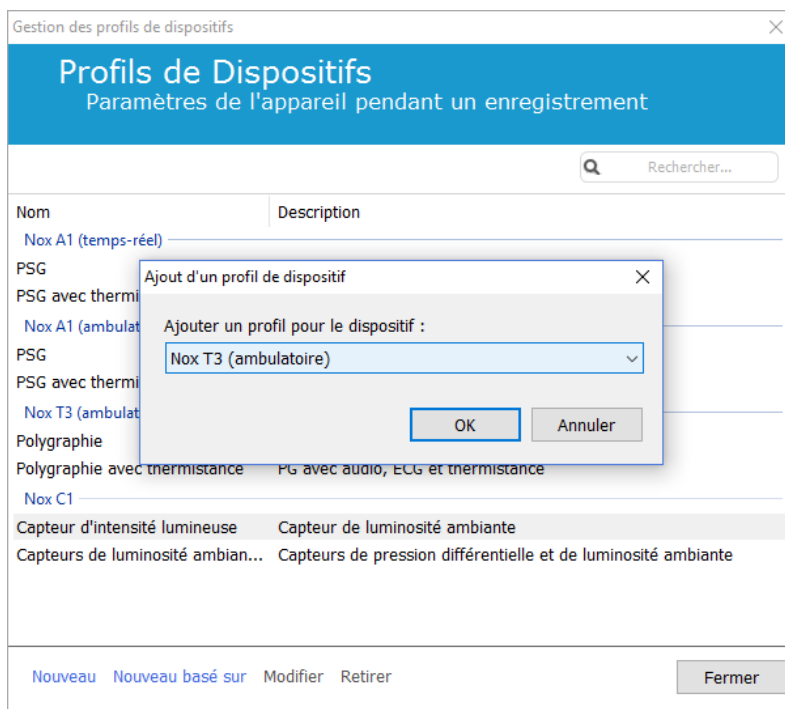 Gestion des profils de dispositifs
Profils de Dispositifs
Paramètres de l'appareil pendant un enregistrement
Rechercher...
Nom Description
Nox A1 (temps-réel)
PSG
PSG avec thermi
Nox A1 (ambulat
PSG
PSG avec thermi
Nox T3 (ambulat
Polygraphie
Ajout d'un profil de dispositif
Ajouter un profil pour le dispositif :
Nox T3 (ambulatoire)
OK Annuler
Polygraphie avec thermistance PG avec audio, ECG et thermistance
Nox C1
Capteur d'intensité lumineuse Capteur de luminosité ambiante
Capteurs de luminosité ambian... Capteurs de pression différentielle et de luminosité ambiante
Nouveau Nouveau basé sur Modifier Retirer Fermer